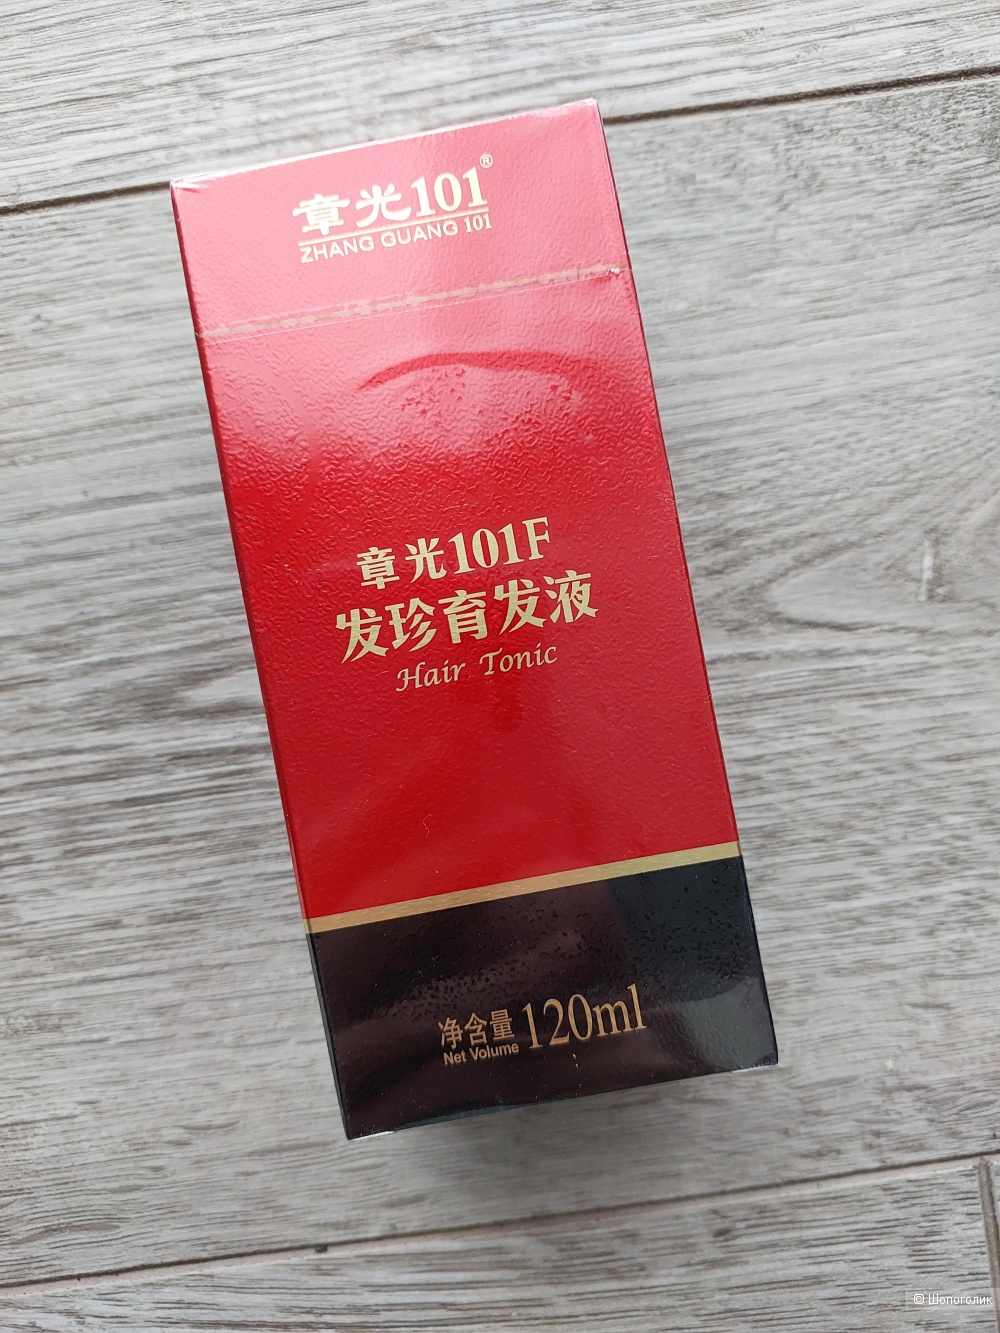 章光101®
ZHANG GUANG 101
章光101F
发珍育发液
Hair Tonic
净含量 120ml
Net Volume
© Шопоголик